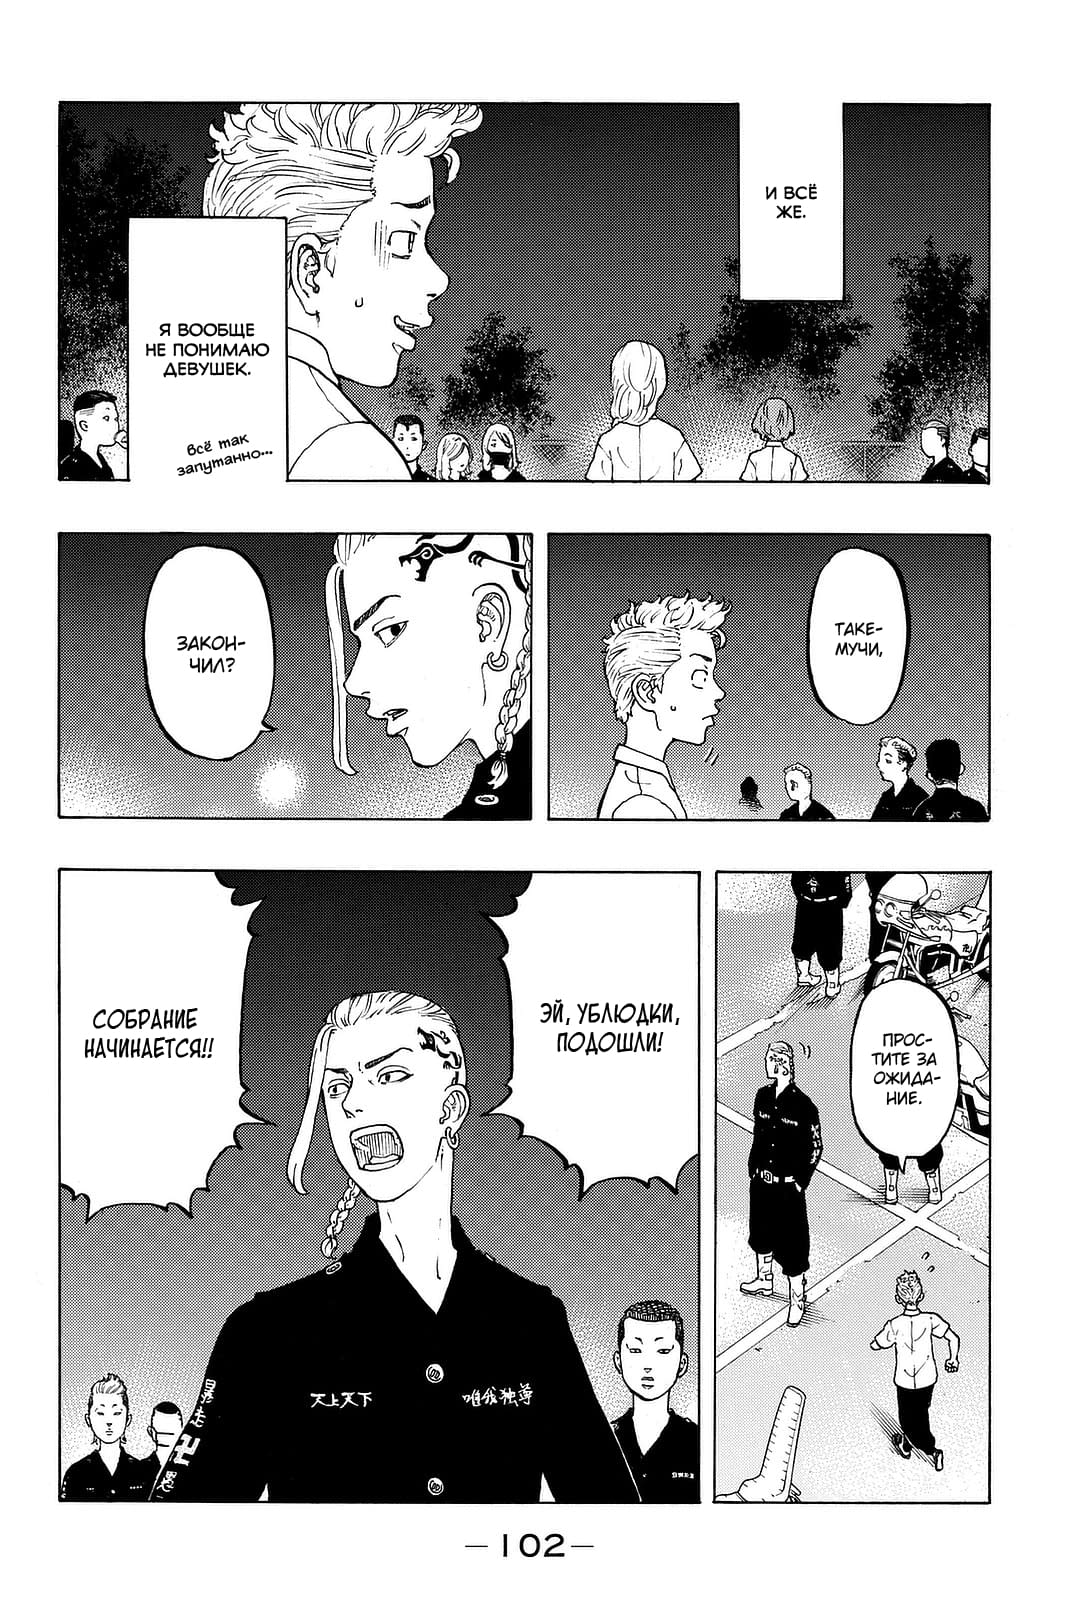 И ВСЁ
ЖЕ.
Я ВООБЩЕ
НЕ ПОНИМАЮ
ДЕВУШЕК.
всё так
запутанно...
ТАКЕ-
МУЧИ,
ЗАКОН-
ЧИЛ?
ПРОС-
ТИТЕ ЗА
ОЖИДА-
НИЕ.
ЭЙ, УБЛЮДКИ,
ПОДОШЛИ!
СОБРАНИЕ
НАЧИНАЕТСЯ!!
天上天下
唯我独尊
卍
—102—